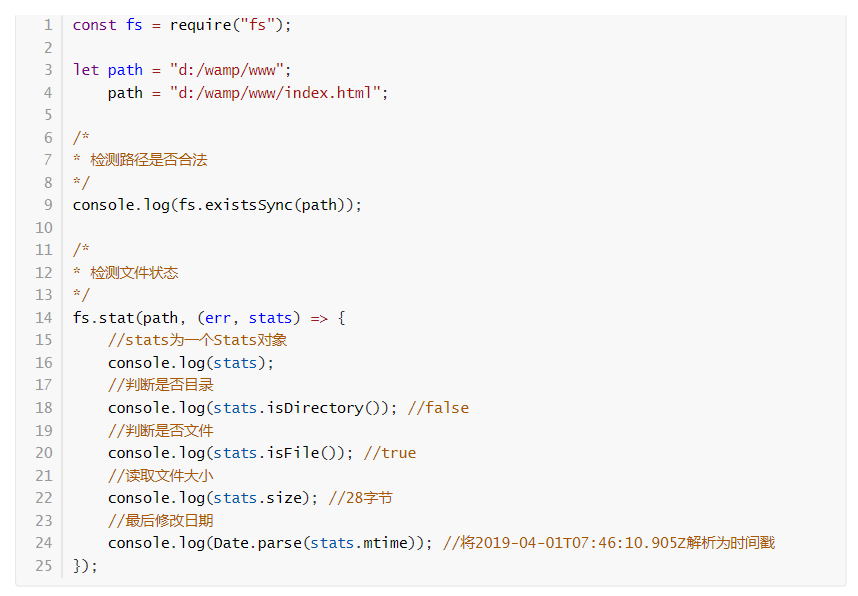 1 const fs = require("fs");
2
3 let path = "d:/wamp/www";
4     path = "d:/wamp/www/index.html";
5
6 /*
7 * 检测路径是否合法
8 */
9 console.log(fs.existsSync(path));
10
11 /*
12 * 检测文件状态
13 */
14 fs.stat(path, (err, stats) => {
15     //stats为一个Stats对象
16     console.log(stats);
17     //判断是否目录
18     console.log(stats.isDirectory()); //false
19     //判断是否文件
20     console.log(stats.isFile()); //true
21     //读取文件大小
22     console.log(stats.size); //28字节
23     //最后修改日期
24     console.log(Date.parse(stats.mtime)); //将2019-04-01T07:46:10.905Z解析为时间戳
25 });